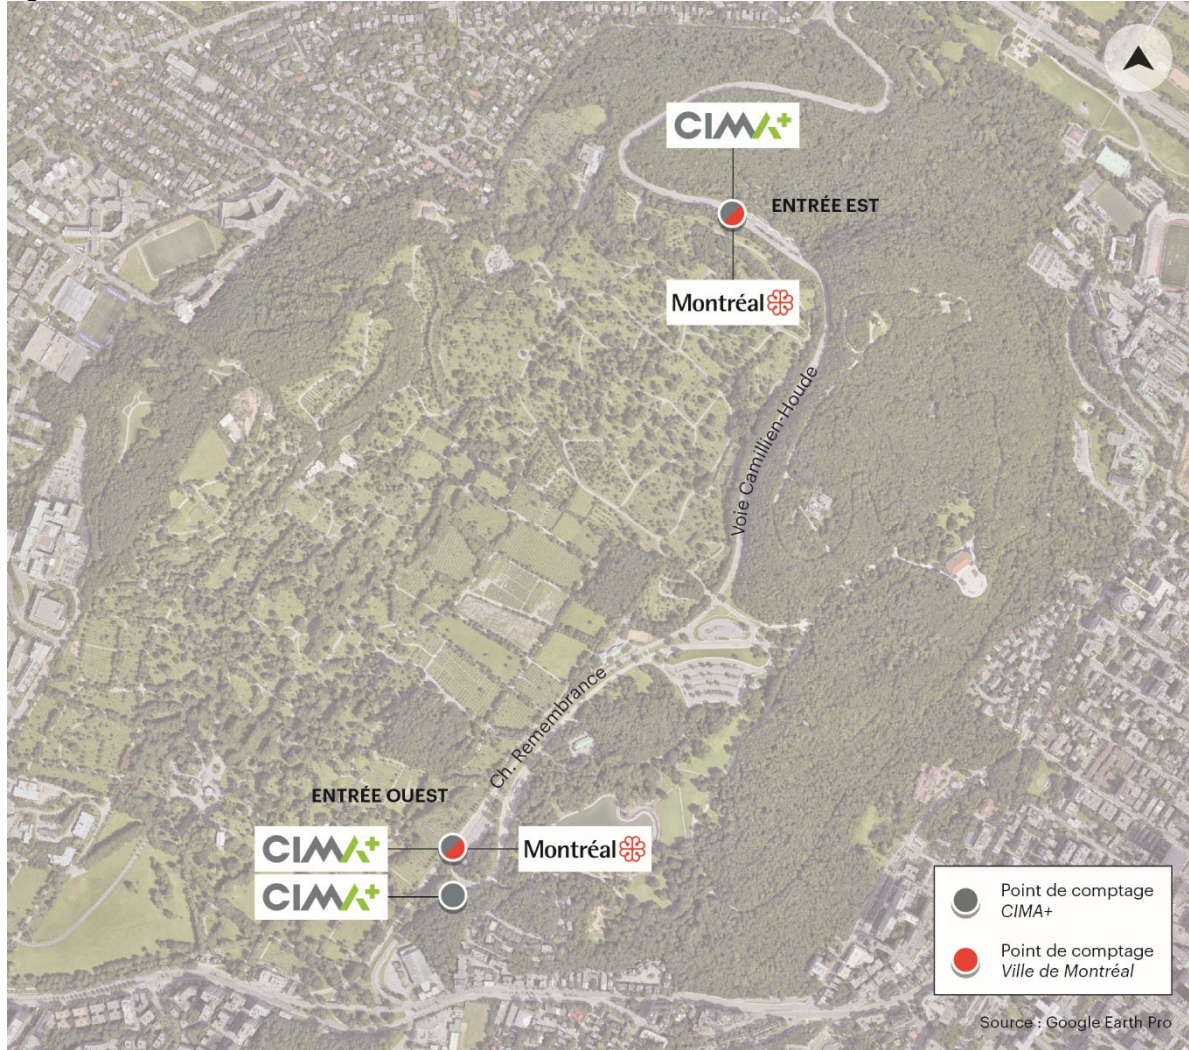 CIMA+
ENTRÉE EST
Montréal
Voie Camillien-Houde
Ch. Remembrance
ENTRÉE OUEST
CIMA+
Montréal
CIMA+
Point de comptage
CIMA+
Point de comptage
Ville de Montréal
Source : Google Earth Pro